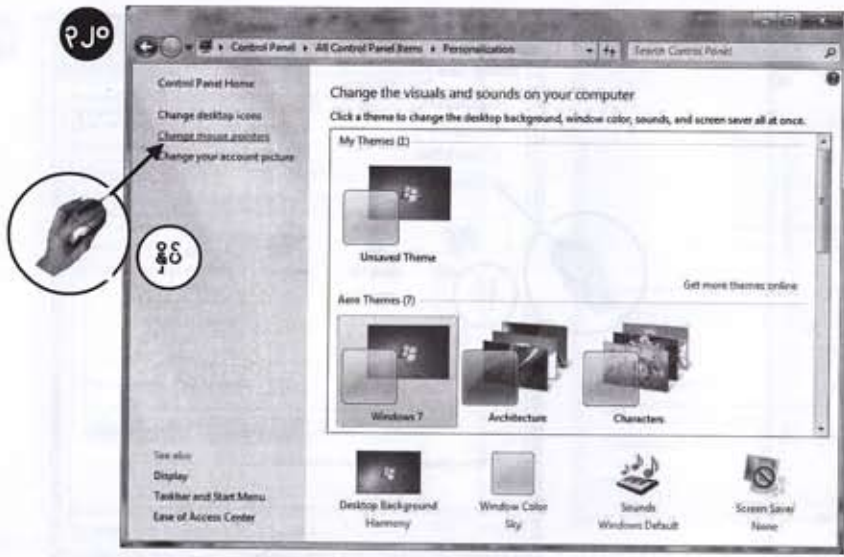 Control Panel ▸ All Control Panel Items ▸ Personalization
Search Control Panel
Control Panel Home
Change desktop icons
Change mouse pointers
Change your account picture
နှိပ်
Change the visuals and sounds on your computer
Click a theme to change the desktop background, window color, sounds, and screen saver all at once.
My Themes (1)
Unsaved Theme
Get more themes online
Aero Themes (7)
Windows 7
Architecture
Characters
See also
Display
Taskbar and Start Menu
Ease of Access Center
Desktop Background
Harmony
Window Color
Sky
Sounds
Windows Default
Screen Saver
None